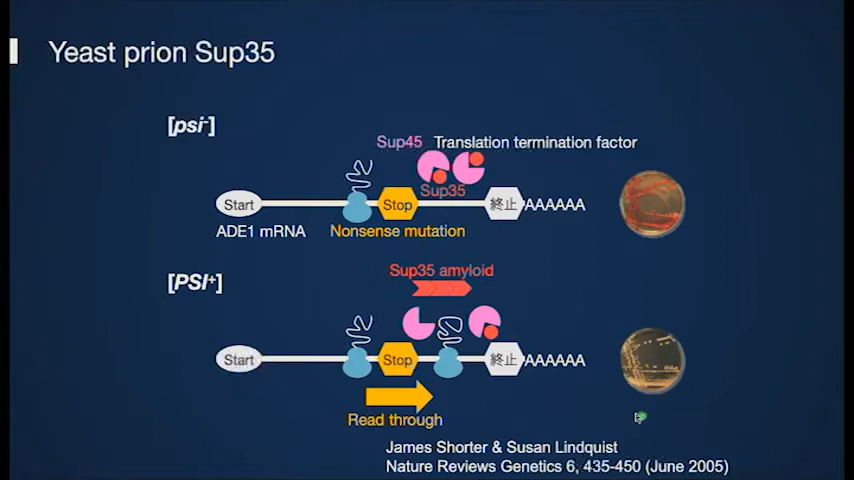 Yeast prion Sup35
[psi-]
Sup45 Translation termination factor
Sup35
Start Stop 終止 AAAAAA
ADE1 mRNA Nonsense mutation
[PSI+]
Sup35 amyloid
Start Stop 終止 AAAAAA
Read through
James Shorter & Susan Lindquist
Nature Reviews Genetics 6, 435-450 (June 2005)